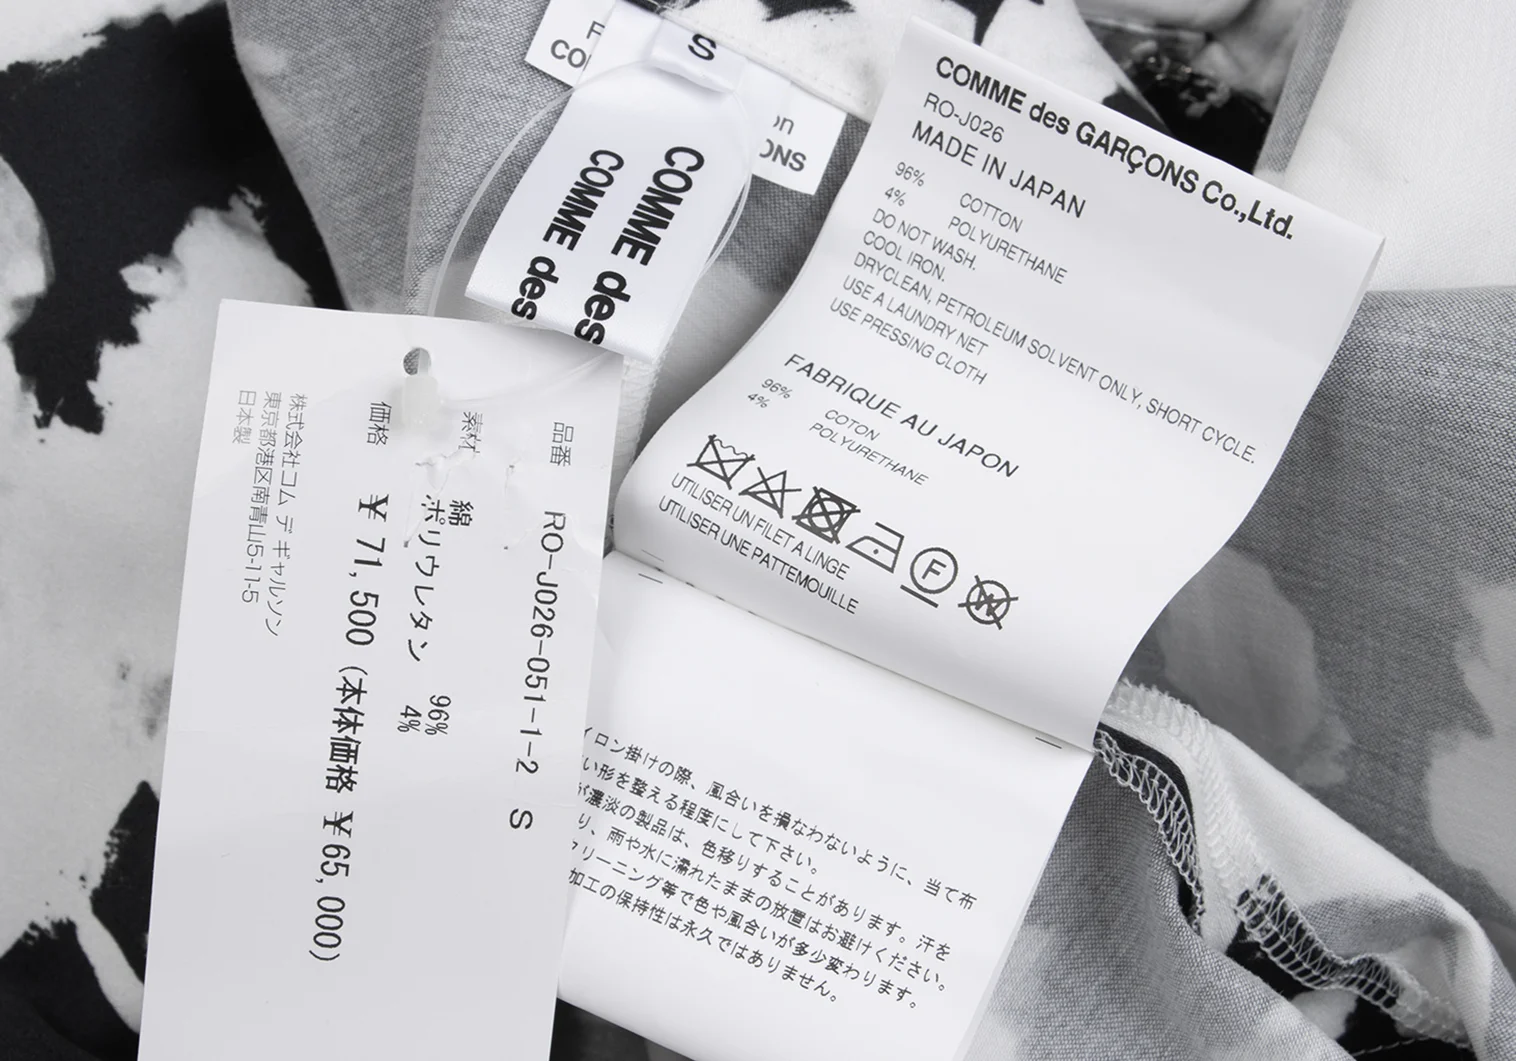 S
COMME des
COMME des
CO
on
ONS
COMME des GARÇONS Co.,Ltd.
RO-J026
MADE IN JAPAN
96% COTTON
4% POLYURETHANE
DO NOT WASH.
COOL IRON.
DRYCLEAN, PETROLEUM SOLVENT ONLY, SHORT CYCLE.
USE A LAUNDRY NET
USE PRESSING CLOTH
FABRIQUE AU JAPON
96% COTON
4% POLYURETHANE
F W
UTILISER UN FILET A LINGE
UTILISER UNE PATTEMOUILLE
品番 RO-J026-051-1-2 S
素材 綿 96%
ポリウレタン 4%
価格 ¥71,500 (本体価格 ¥65,000)
株式会社コム デ ギャルソン
東京都港区南青山5-11-5
日本製
イロン掛けの際、風合いを損なわないように、当て布
い形を整える程度にして下さい。
が濃淡の製品は、色移りすることがあります。汗を
り、雨や水に濡れたままの放置はお避けください。
クリーニング等で色や風合いが多少変わります。
加工の保持性は永久ではありません。